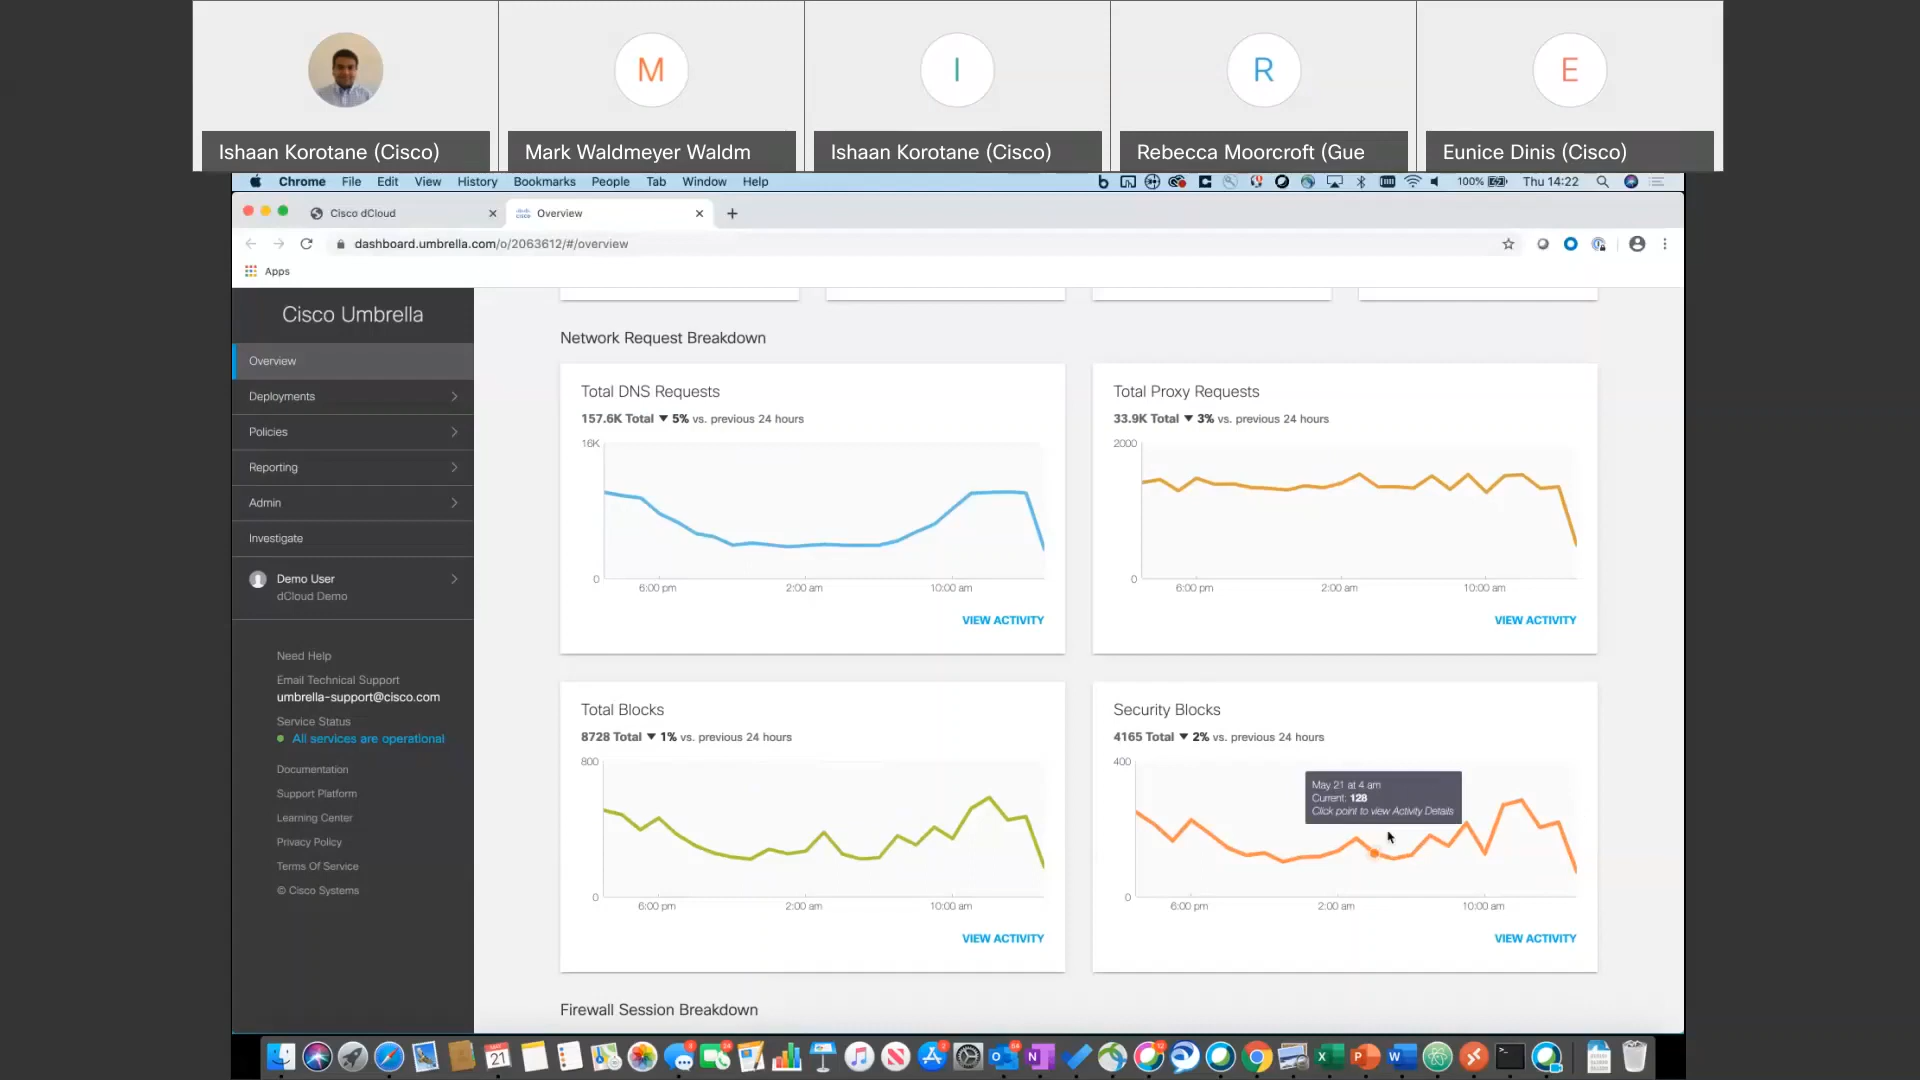 M
I
R
E
Ishaan Korotane (Cisco)
Mark Waldmeyer Waldm
Ishaan Korotane (Cisco)
Rebecca Moorcroft (Gue
Eunice Dinis (Cisco)
Chrome File Edit View History Bookmarks People Tab Window Help
100% Thu 14:22
Cisco dCloud
Overview
dashboard.umbrella.com/o/2063612/#/overview
Apps
Cisco Umbrella
Overview
Deployments
Policies
Reporting
Admin
Investigate
Demo User
dCloud Demo
Need Help
Email Technical Support
umbrella-support@cisco.com
Service Status
All services are operational
Documentation
Support Platform
Learning Center
Privacy Policy
Terms Of Service
© Cisco Systems
Network Request Breakdown
Total DNS Requests
157.6K Total ▼ 5% vs. previous 24 hours
16K
0
6:00 pm 2:00 am 10:00 am
VIEW ACTIVITY
Total Proxy Requests
33.9K Total ▼ 3% vs. previous 24 hours
2000
0
6:00 pm 2:00 am 10:00 am
VIEW ACTIVITY
Total Blocks
8728 Total ▼ 1% vs. previous 24 hours
800
0
6:00 pm 2:00 am 10:00 am
VIEW ACTIVITY
Security Blocks
4165 Total ▼ 2% vs. previous 24 hours
400
May 21 at 4 am
Current: 128
Click point to view Activity Details
0
6:00 pm 2:00 am 10:00 am
VIEW ACTIVITY
Firewall Session Breakdown
21